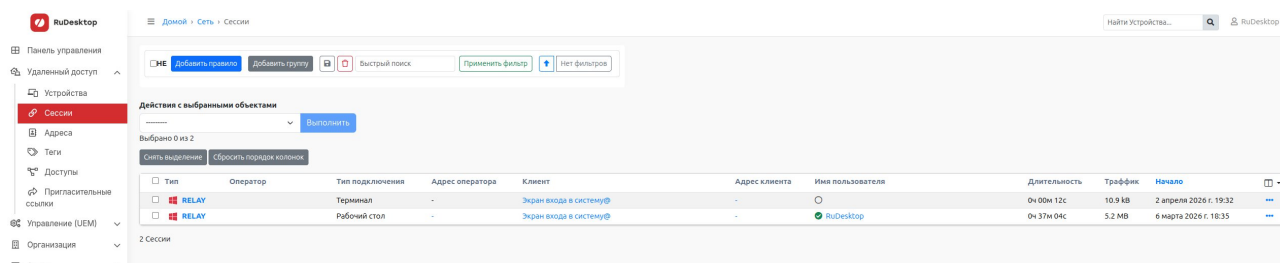 RuDesktop
Домой › Сеть › Сессии
Найти Устройства...
RuDesktop
Панель управления
Удаленный доступ
Устройства
Сессии
Адреса
Теги
Доступы
Пригласительные
ссылки
Управление (UEM)
Организация
НЕ Добавить правило Добавить группу Быстрый поиск Применить фильтр Нет фильтров
Действия с выбранными объектами
--------- Выполнить
Выбрано 0 из 2
Снять выделение Сбросить порядок колонок
Тип Оператор Тип подключения Адрес оператора Клиент Адрес клиента Имя пользователя Длительность Траффик Начало
RELAY Терминал - Экран входа в систему@ - 0ч 00м 12с 10.9 kB 2 апреля 2026 г. 19:32
RELAY Рабочий стол - Экран входа в систему@ - RuDesktop 0ч 37м 04с 5.2 MB 6 марта 2026 г. 18:35
2 Сессии